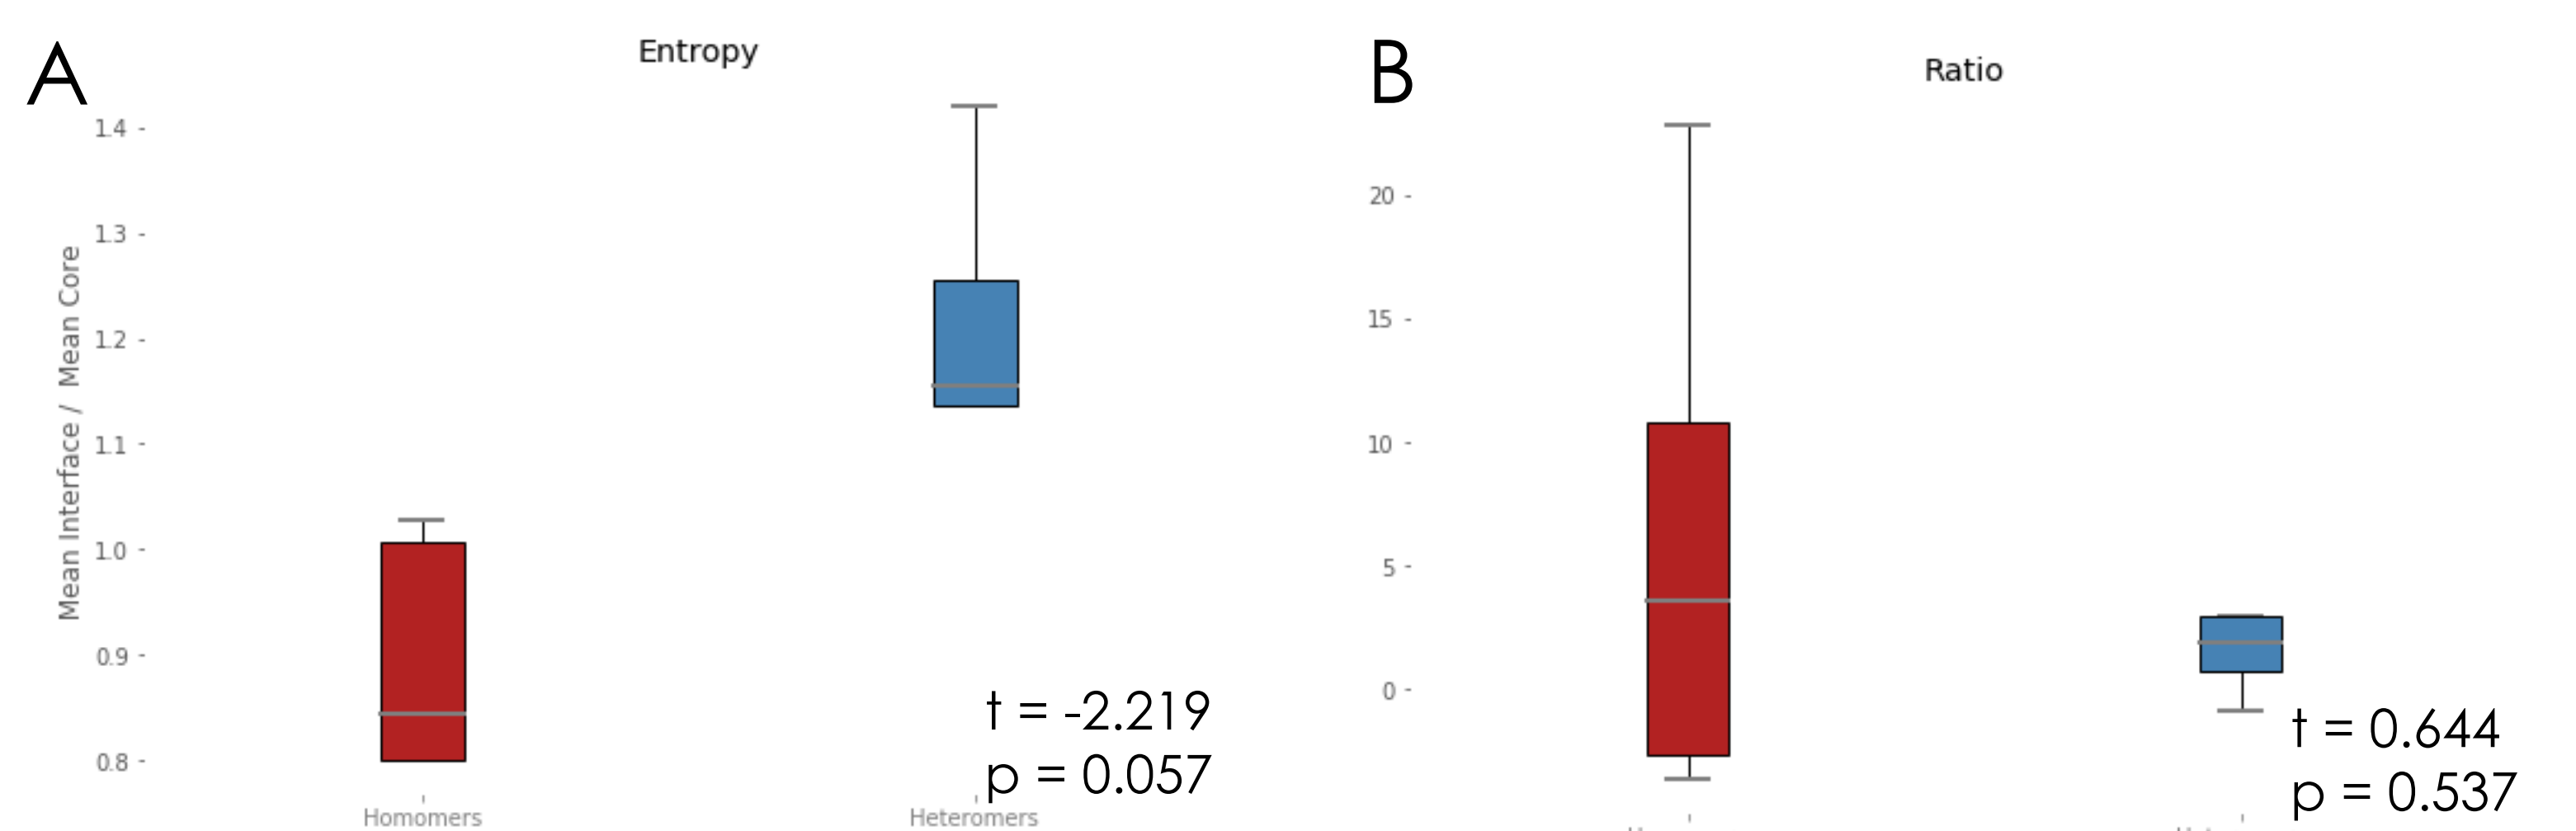 A
Entropy
1.4
1.3
1.2
1.1
1.0
0.9
0.8
Mean Interface / Mean Core
Homomers
Heteromers
t = -2.219
p = 0.057
B
Ratio
20
15
10
5
0
t = 0.644
p = 0.537